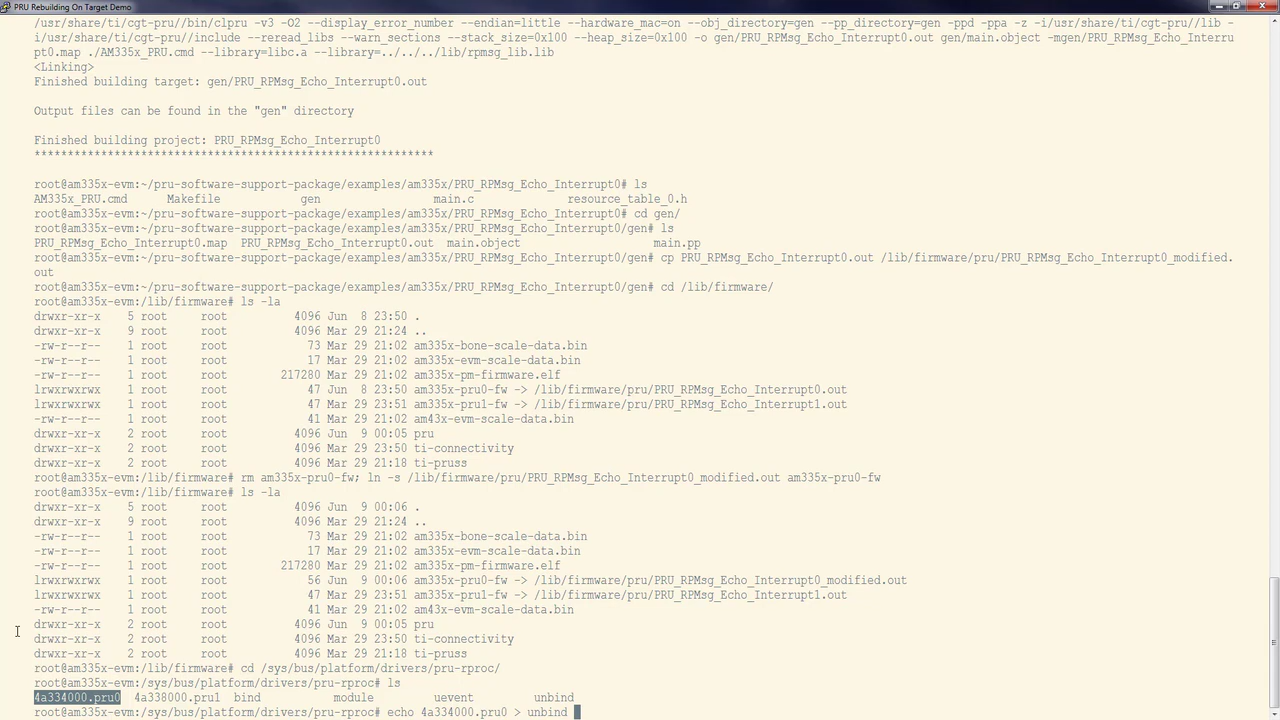 PRU Rebuilding On Target Demo
/usr/share/ti/cgt-pru//bin/clpru -v3 -O2 --display_error_number --endian=little --hardware_mac=on --obj_directory=gen --pp_directory=gen -ppd -ppa -z -i/usr/share/ti/cgt-pru//lib -
i/usr/share/ti/cgt-pru//include --reread_libs --warn_sections --stack_size=0x100 --heap_size=0x100 -o gen/PRU_RPMsg_Echo_Interrupt0.out gen/main.object -mgen/PRU_RPMsg_Echo_Interru
pt0.map ./AM335x_PRU.cmd --library=libc.a --library=../../../lib/rpmsg_lib.lib
<Linking>
Finished building target: gen/PRU_RPMsg_Echo_Interrupt0.out
Output files can be found in the "gen" directory
Finished building project: PRU_RPMsg_Echo_Interrupt0
************************************************************
root@am335x-evm:~/pru-software-support-package/examples/am335x/PRU_RPMsg_Echo_Interrupt0# ls
AM335x_PRU.cmd Makefile gen main.c resource_table_0.h
root@am335x-evm:~/pru-software-support-package/examples/am335x/PRU_RPMsg_Echo_Interrupt0# cd gen/
root@am335x-evm:~/pru-software-support-package/examples/am335x/PRU_RPMsg_Echo_Interrupt0/gen# ls
PRU_RPMsg_Echo_Interrupt0.map PRU_RPMsg_Echo_Interrupt0.out main.object main.pp
root@am335x-evm:~/pru-software-support-package/examples/am335x/PRU_RPMsg_Echo_Interrupt0/gen# cp PRU_RPMsg_Echo_Interrupt0.out /lib/firmware/pru/PRU_RPMsg_Echo_Interrupt0_modified.
out
root@am335x-evm:~/pru-software-support-package/examples/am335x/PRU_RPMsg_Echo_Interrupt0/gen# cd /lib/firmware/
root@am335x-evm:/lib/firmware# ls -la
drwxr-xr-x 5 root root 4096 Jun 8 23:50 .
drwxr-xr-x 9 root root 4096 Mar 29 21:24 ..
-rw-r--r-- 1 root root 73 Mar 29 21:02 am335x-bone-scale-data.bin
-rw-r--r-- 1 root root 17 Mar 29 21:02 am335x-evm-scale-data.bin
-rw-r--r-- 1 root root 217280 Mar 29 21:02 am335x-pm-firmware.elf
lrwxrwxrwx 1 root root 47 Jun 8 23:50 am335x-pru0-fw -> /lib/firmware/pru/PRU_RPMsg_Echo_Interrupt0.out
lrwxrwxrwx 1 root root 47 Mar 29 23:51 am335x-pru1-fw -> /lib/firmware/pru/PRU_RPMsg_Echo_Interrupt1.out
-rw-r--r-- 1 root root 41 Mar 29 21:02 am43x-evm-scale-data.bin
drwxr-xr-x 2 root root 4096 Jun 9 00:05 pru
drwxr-xr-x 2 root root 4096 Mar 29 23:50 ti-connectivity
drwxr-xr-x 2 root root 4096 Mar 29 21:18 ti-pruss
root@am335x-evm:/lib/firmware# rm am335x-pru0-fw; ln -s /lib/firmware/pru/PRU_RPMsg_Echo_Interrupt0_modified.out am335x-pru0-fw
root@am335x-evm:/lib/firmware# ls -la
drwxr-xr-x 5 root root 4096 Jun 9 00:06 .
drwxr-xr-x 9 root root 4096 Mar 29 21:24 ..
-rw-r--r-- 1 root root 73 Mar 29 21:02 am335x-bone-scale-data.bin
-rw-r--r-- 1 root root 17 Mar 29 21:02 am335x-evm-scale-data.bin
-rw-r--r-- 1 root root 217280 Mar 29 21:02 am335x-pm-firmware.elf
lrwxrwxrwx 1 root root 56 Jun 9 00:06 am335x-pru0-fw -> /lib/firmware/pru/PRU_RPMsg_Echo_Interrupt0_modified.out
lrwxrwxrwx 1 root root 47 Mar 29 23:51 am335x-pru1-fw -> /lib/firmware/pru/PRU_RPMsg_Echo_Interrupt1.out
-rw-r--r-- 1 root root 41 Mar 29 21:02 am43x-evm-scale-data.bin
drwxr-xr-x 2 root root 4096 Jun 9 00:05 pru
drwxr-xr-x 2 root root 4096 Mar 29 23:50 ti-connectivity
drwxr-xr-x 2 root root 4096 Mar 29 21:18 ti-pruss
root@am335x-evm:/lib/firmware# cd /sys/bus/platform/drivers/pru-rproc/
root@am335x-evm:/sys/bus/platform/drivers/pru-rproc# ls
4a334000.pru0 4a338000.pru1 bind module uevent unbind
root@am335x-evm:/sys/bus/platform/drivers/pru-rproc# echo 4a334000.pru0 > unbind